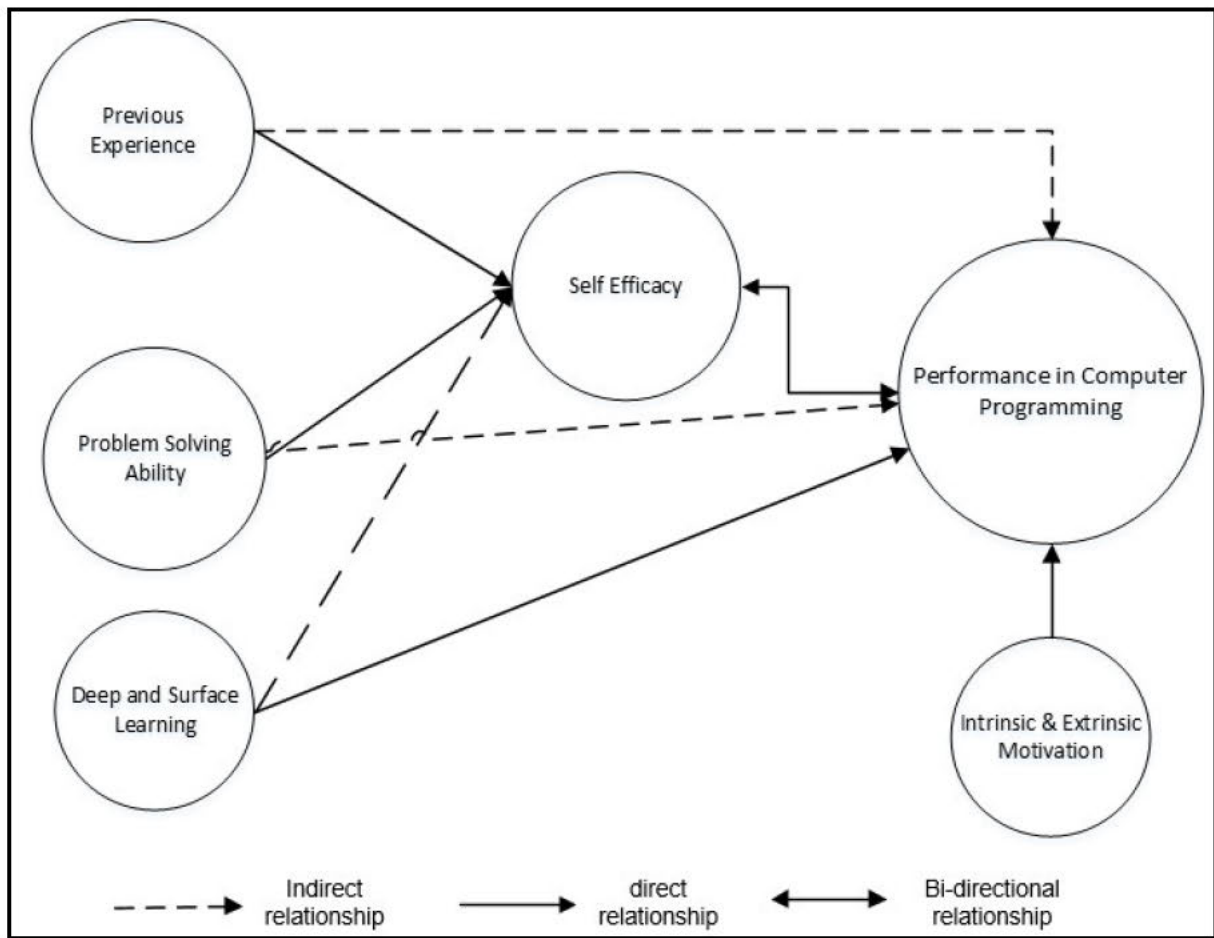 Previous
Experience
Self Efficacy
Performance in Computer
Programming
Problem Solving
Ability
Deep and Surface
Learning
Intrinsic & Extrinsic
Motivation
Indirect
relationship
direct
relationship
Bi-directional
relationship